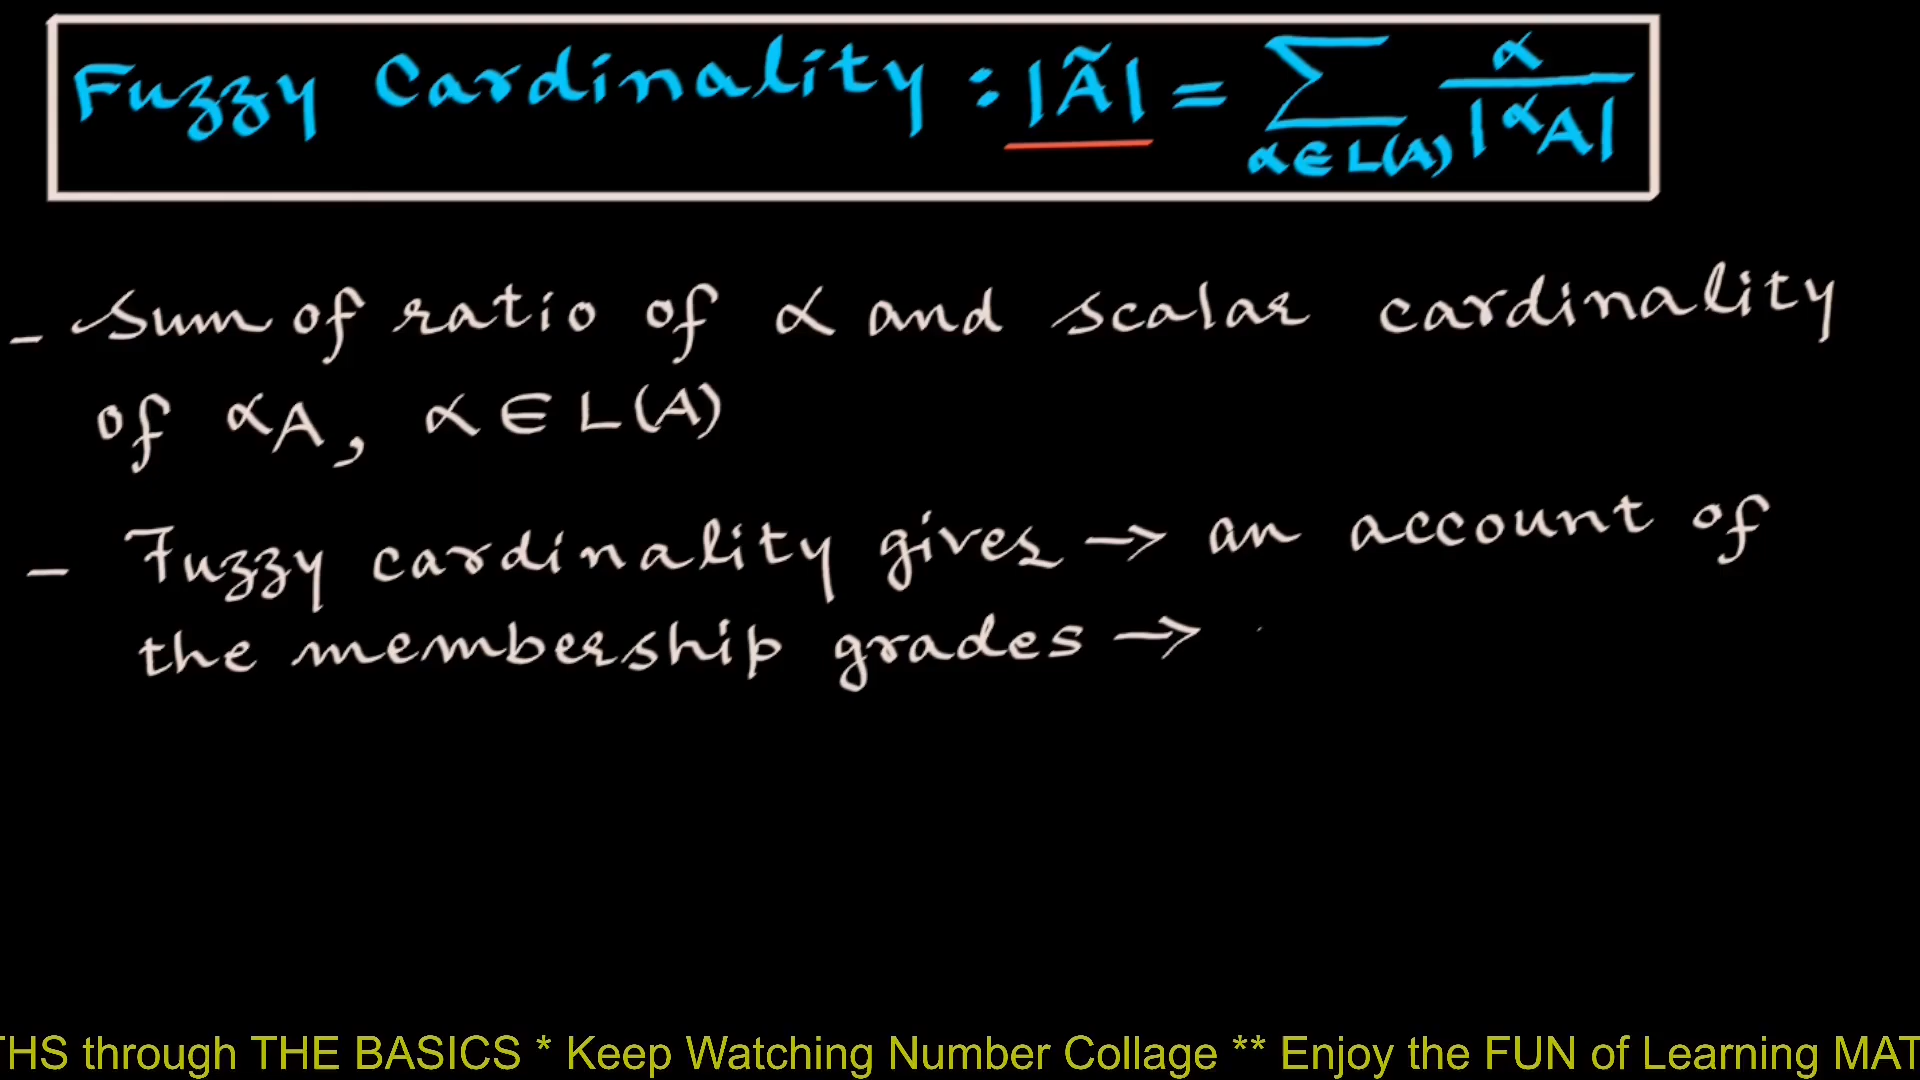 Fuzzy Cardinality : |Ã| = ∑ α∈L(A) α / |αA|
- Sum of ratio of α and scalar cardinality
of αA, α ∈ L(A)
- Fuzzy cardinality gives → an account of
the membership grades →
THS through THE BASICS * Keep Watching Number Collage ** Enjoy the FUN of Learning MAT